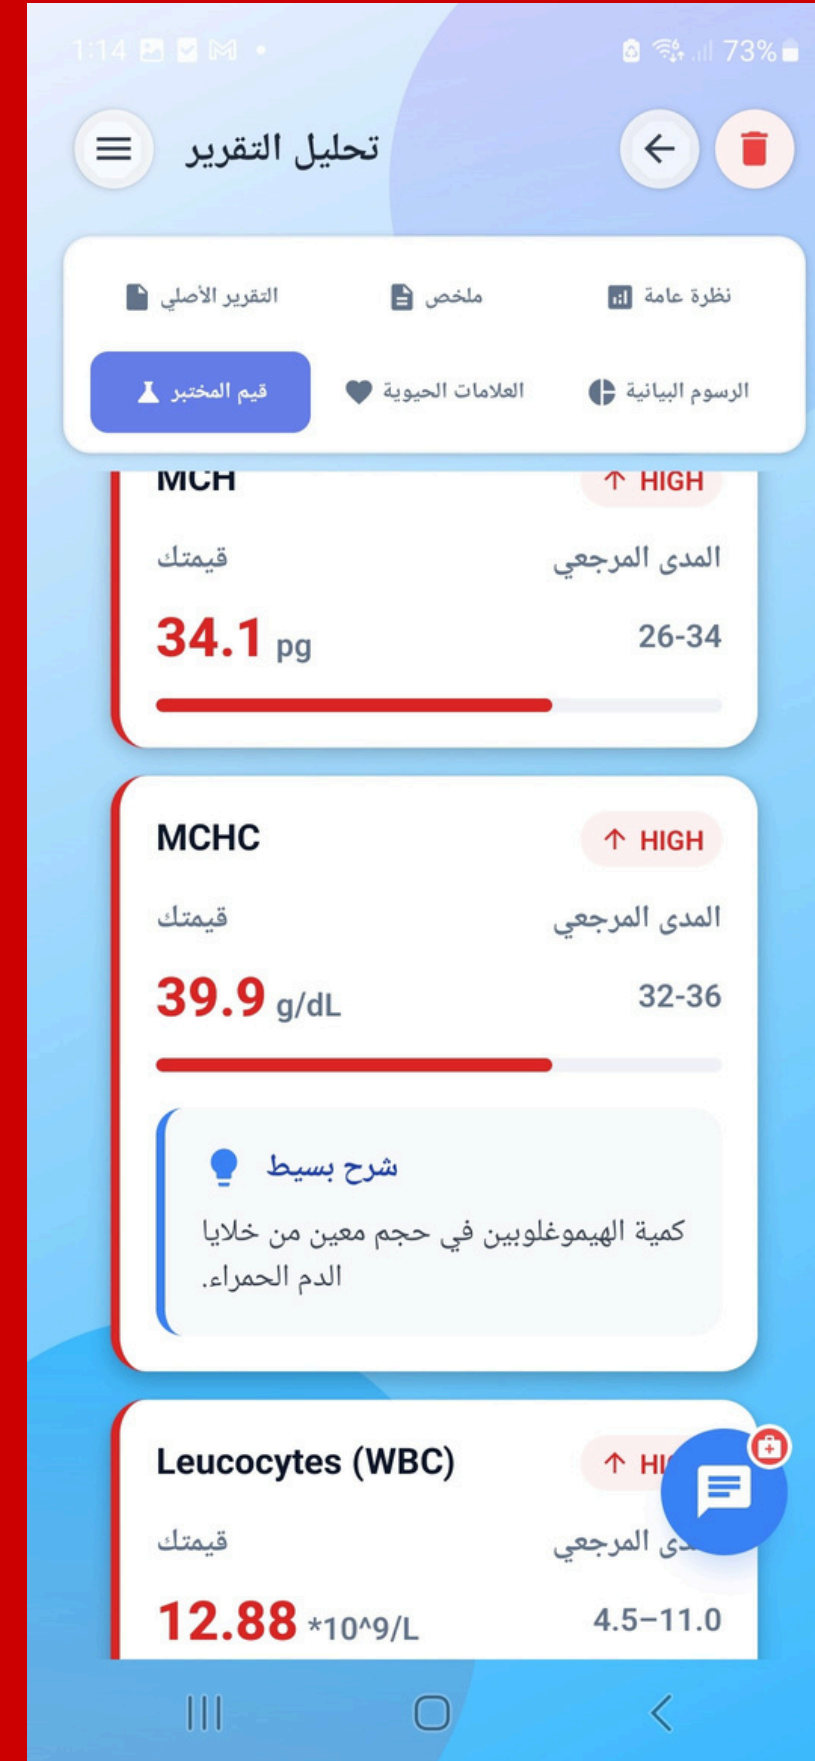 1:14
73%
تحليل التقرير
نظرة عامة
ملخص
التقرير الأصلي
الرسوم البيانية
العلامات الحيوية
قيم المختبر
MCH
↑ HIGH
قيمتك
المدى المرجعي
34.1 pg
26-34
MCHC
↑ HIGH
قيمتك
المدى المرجعي
39.9 g/dL
32-36
شرح بسيط
كمية الهيموغلوبين في حجم معين من خلايا
الدم الحمراء.
Leucocytes (WBC)
↑
قيمتك
المرجعي
12.88 *10^9/L
4.5–11.0